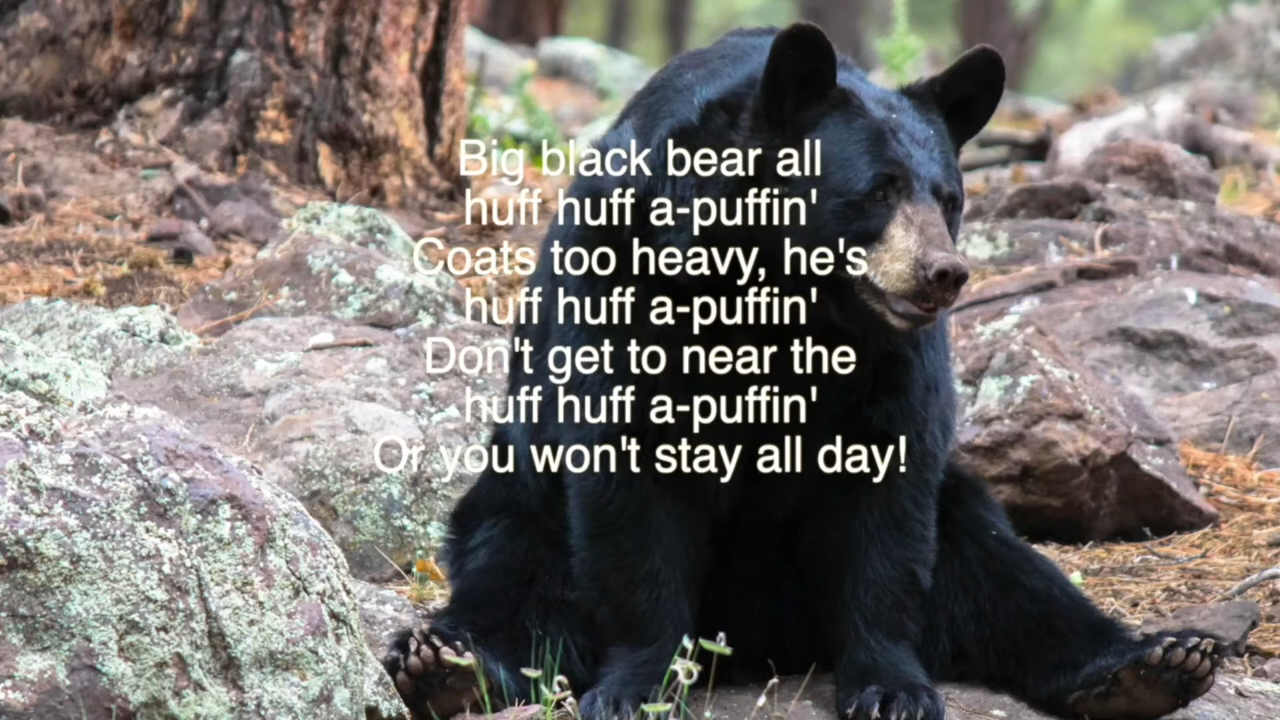 Big black bear all
huff huff a-puffin'
Coats too heavy, he's
huff huff a-puffin'
Don't get to near the
huff huff a-puffin'
Or you won't stay all day!